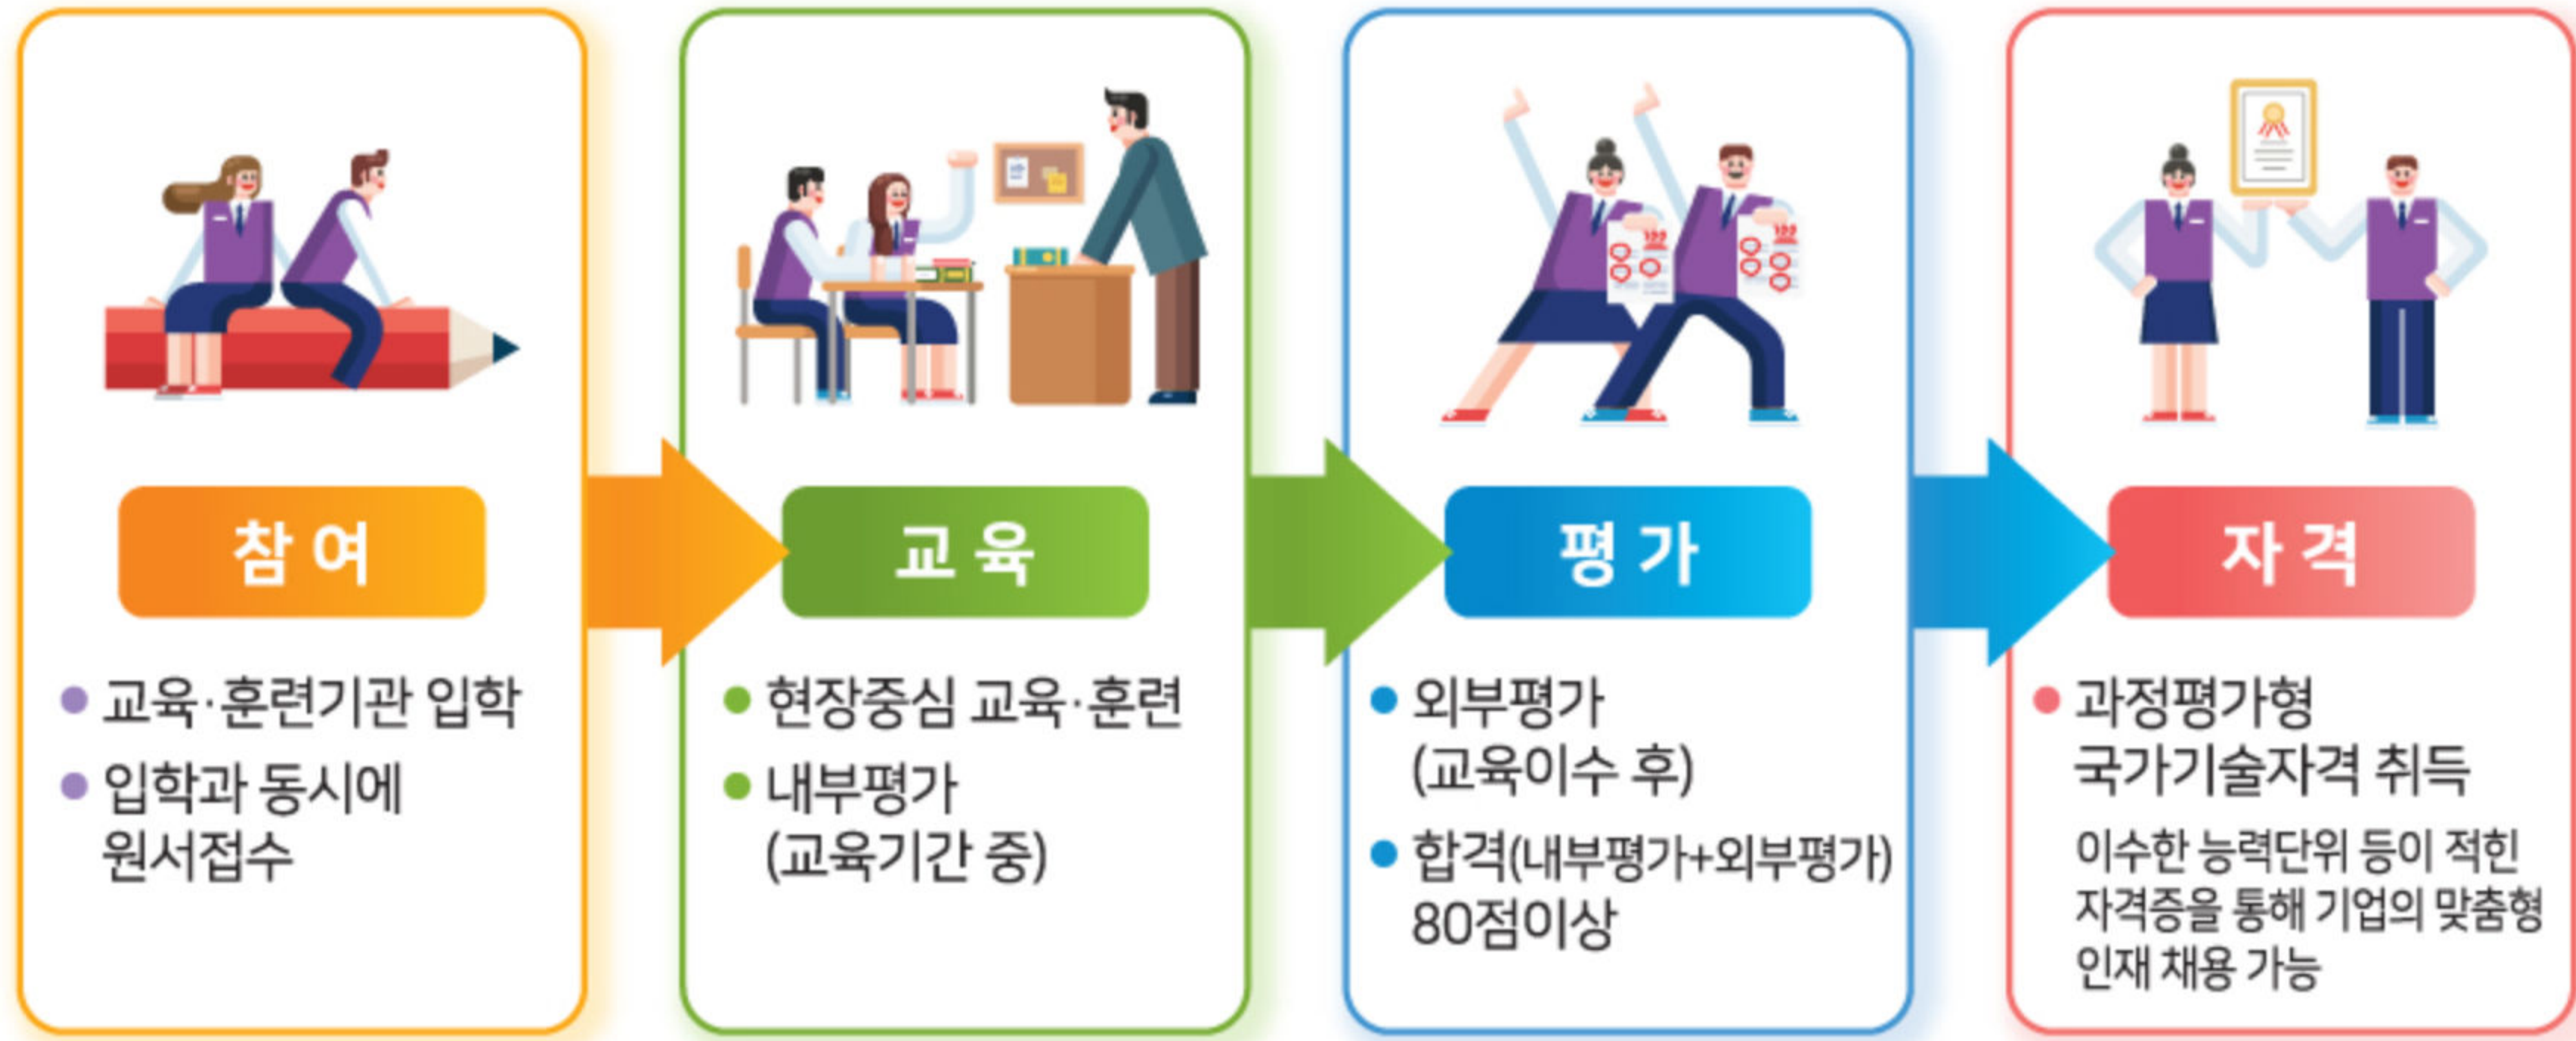 참여
교육·훈련기관 입학
입학과 동시에
원서접수
교육
현장중심 교육·훈련
내부평가
(교육기간 중)
평가
외부평가
(교육이수 후)
합격(내부평가+외부평가)
80점이상
자격
과정평가형
국가기술자격 취득
이수한 능력단위 등이 적힌
자격증을 통해 기업의 맞춤형
인재 채용 가능